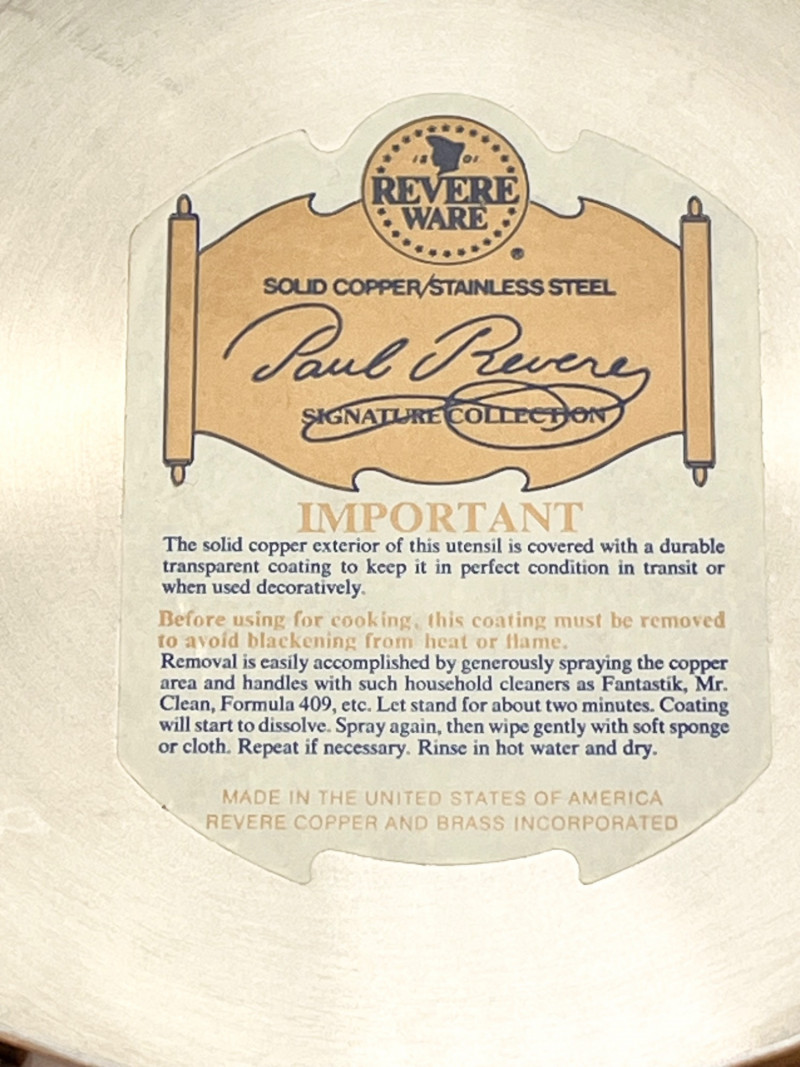 18 01
REVERE
WARE
®
SOLID COPPER/STAINLESS STEEL
Paul Revere
SIGNATURE COLLECTION
IMPORTANT
The solid copper exterior of this utensil is covered with a durable
transparent coating to keep it in perfect condition in transit or
when used decoratively.
Before using for cooking, this coating must be removed
to avoid blackening from heat or flame.
Removal is easily accomplished by generously spraying the copper
area and handles with such household cleaners as Fantastik, Mr.
Clean, Formula 409, etc. Let stand for about two minutes. Coating
will start to dissolve. Spray again, then wipe gently with soft sponge
or cloth. Repeat if necessary. Rinse in hot water and dry.
MADE IN THE UNITED STATES OF AMERICA
REVERE COPPER AND BRASS INCORPORATED